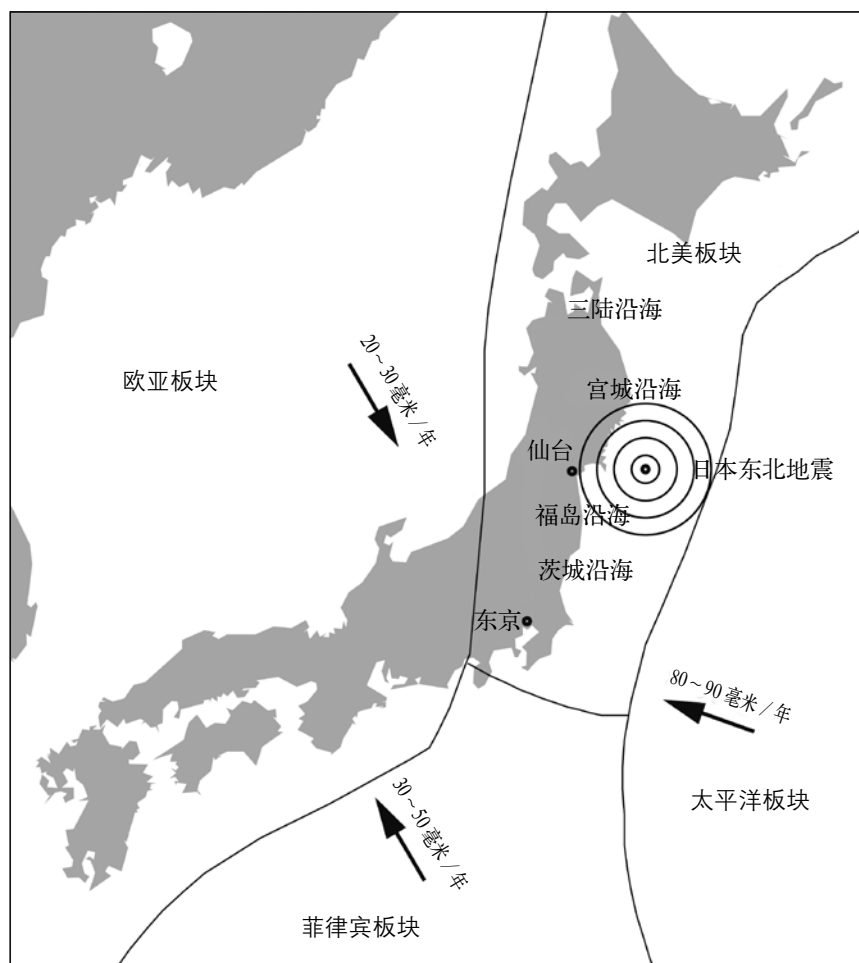 北美板块
三陆沿海
20～30毫米/年
欧亚板块
宫城沿海
仙台
日本东北地震
福岛沿海
茨城沿海
东京
80～90毫米/年
太平洋板块
30～50毫米/年
菲律宾板块